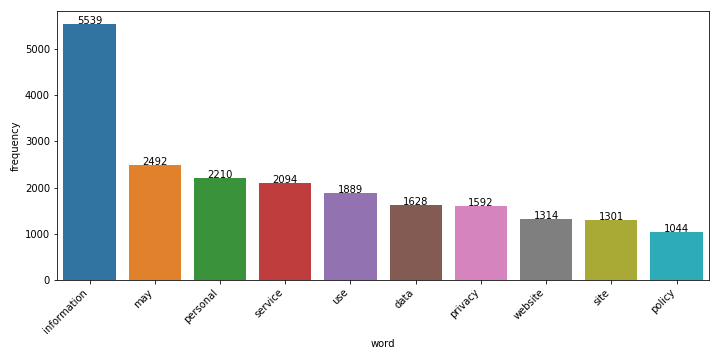 5539
5000
4000
3000
2000
1000
0
frequency
2492
2210
2094
1889
1628
1592
1314
1301
1044
information
may
personal
service
use
data
privacy
website
site
policy
word